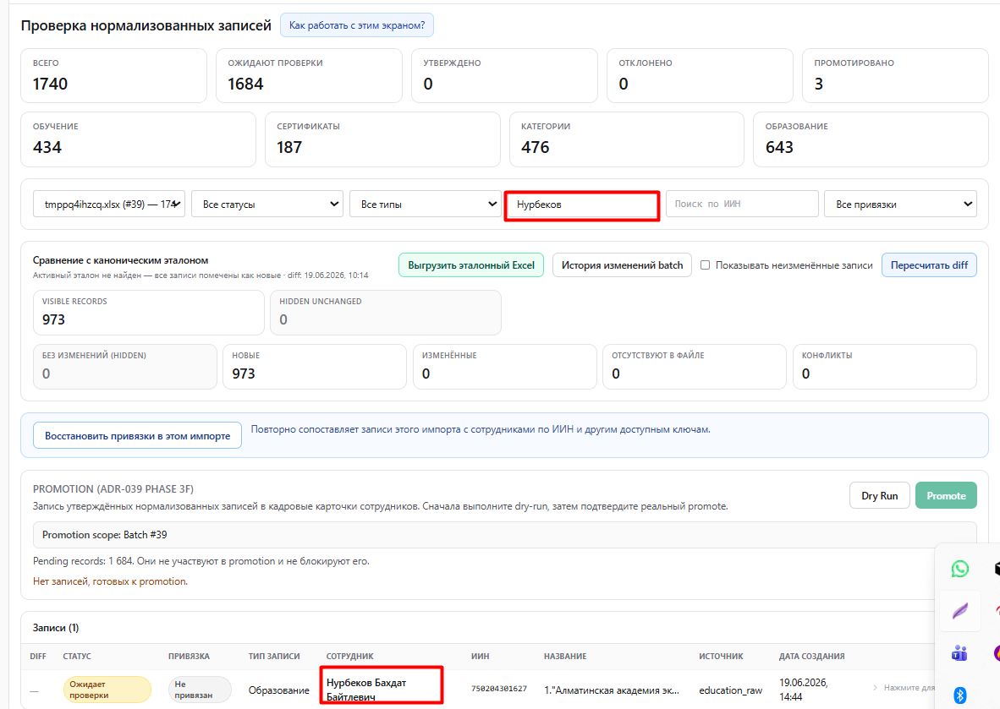 Проверка нормализованных записей
Как работать с этим экраном?
ВСЕГО
1740
ОЖИДАЮТ ПРОВЕРКИ
1684
УТВЕРЖДЕНО
0
ОТКЛОНЕНО
0
ПРОМОТИРОВАНО
3
ОБУЧЕНИЕ
434
СЕРТИФИКАТЫ
187
КАТЕГОРИИ
476
ОБРАЗОВАНИЕ
643
tmppq4ihzcq.xlsx (#39) — 174
Все статусы
Все типы
Нурбеков
Поиск по ИИН
Все привязки
Сравнение с каноническим эталоном
Активный эталон не найден — все записи помечены как новые · diff: 19.06.2026, 10:14
Выгрузить эталонный Excel
История изменений batch
Показывать неизменённые записи
Пересчитать diff
VISIBLE RECORDS
973
HIDDEN UNCHANGED
0
БЕЗ ИЗМЕНЕНИЙ (HIDDEN)
0
НОВЫЕ
973
ИЗМЕНЁННЫЕ
0
ОТСУТСТВУЮТ В ФАЙЛЕ
0
КОНФЛИКТЫ
0
Восстановить привязки в этом импорте
Повторно сопоставляет записи этого импорта с сотрудниками по ИИН и другим доступным ключам.
PROMOTION (ADR-039 PHASE 3F)
Запись утверждённых нормализованных записей в кадровые карточки сотрудников. Сначала выполните dry-run, затем подтвердите реальный promote.
Dry Run
Promote
Promotion scope: Batch #39
Pending records: 1 684. Они не участвуют в promotion и не блокируют его.
Нет записей, готовых к promotion.
Записи (1)
DIFF СТАТУС ПРИВЯЗКА ТИП ЗАПИСИ СОТРУДНИК ИИН НАЗВАНИЕ ИСТОЧНИК ДАТА СОЗДАНИЯ
—
Ожидает
проверки
Не
привязан
Образование
Нурбеков Бахдат
Байтлевич
750204301627
1."Алматинская академия эк...
education_raw
19.06.2026,
14:44
Нажмите для